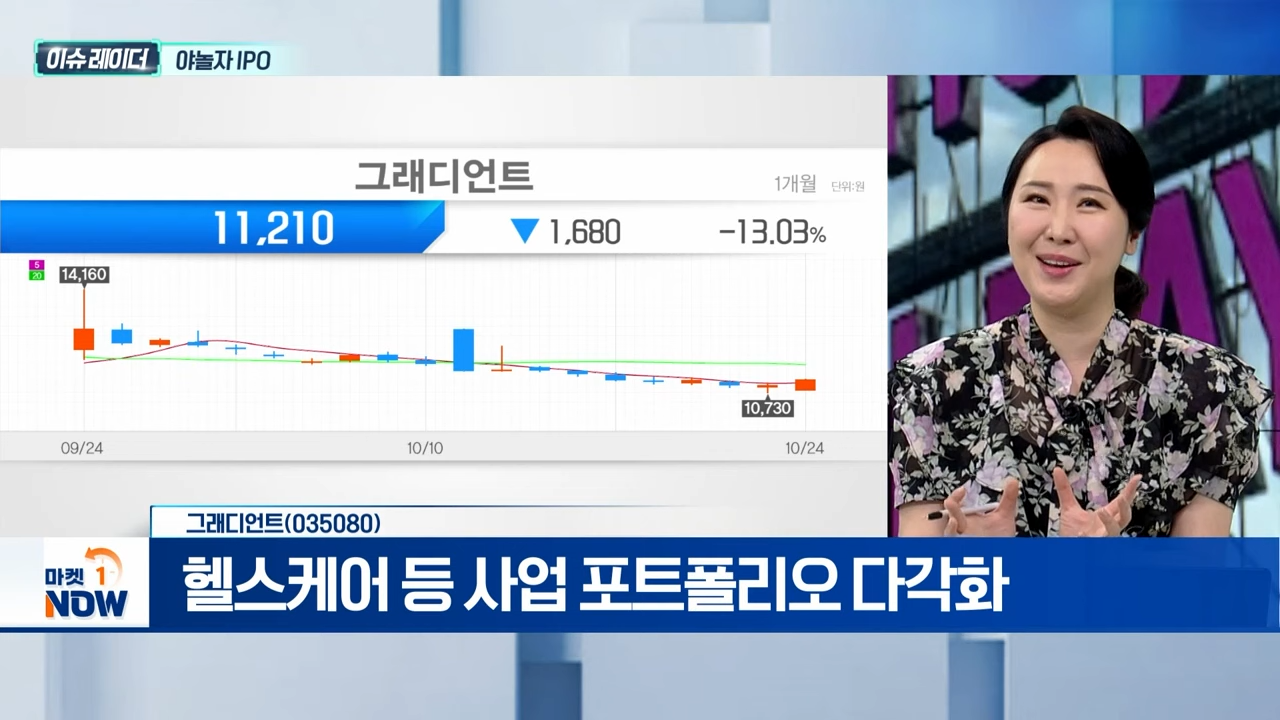 이슈 레이더 야놀자 IPO
그래디언트
1개월 단위:원
11,210 ▼ 1,680 -13.03%
5
20
14,160
10,730
09/24 10/10 10/24
그래디언트(035080)
마켓 1
NOW
헬스케어 등 사업 포트폴리오 다각화